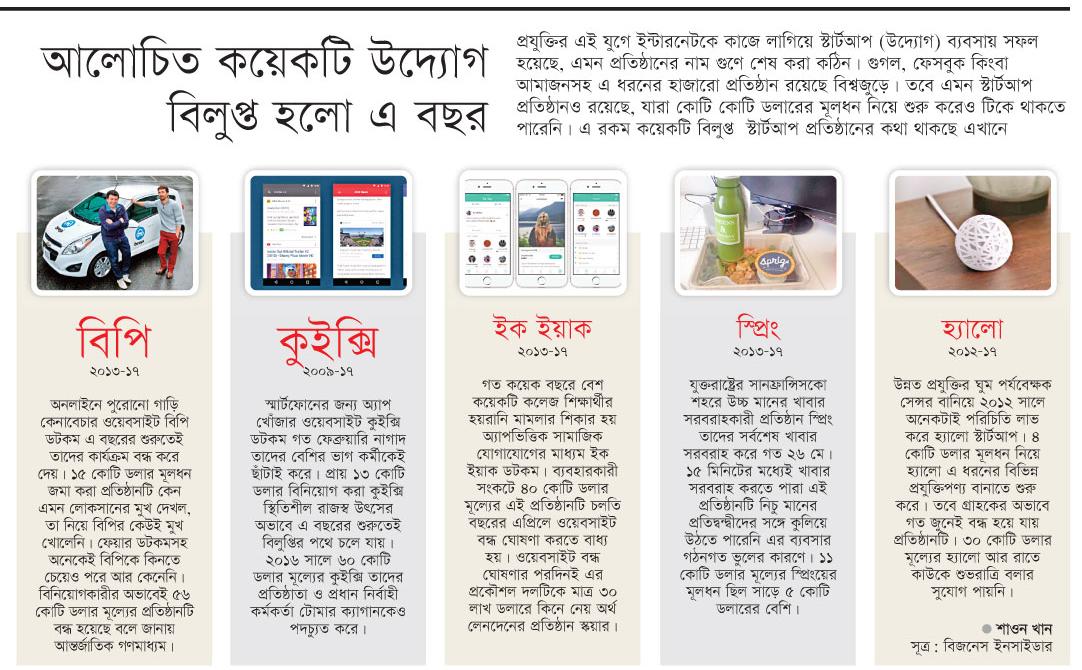 আলোচিত কয়েকটি উদ্যোগ
বিলুপ্ত হলো এ বছর
প্রযুক্তির এই যুগে ইন্টারনেটকে কাজে লাগিয়ে স্টার্টআপ (উদ্যোগ) ব্যবসায় সফল
হয়েছে, এমন প্রতিষ্ঠানের নাম গুণে শেষ করা কঠিন। গুগল, ফেসবুক কিংবা
আমাজনসহ এ ধরনের হাজারো প্রতিষ্ঠান রয়েছে বিশ্বজুড়ে। তবে এমন স্টার্টআপ
প্রতিষ্ঠানও রয়েছে, যারা কোটি কোটি ডলারের মূলধন নিয়ে শুরু করেও টিকে থাকতে
পারেনি। এ রকম কয়েকটি বিলুপ্ত স্টার্টআপ প্রতিষ্ঠানের কথা থাকছে এখানে
বিপি
২০১৩-১৭
অনলাইনে পুরোনো গাড়ি
কেনাবেচার ওয়েবসাইট বিপি
ডটকম এ বছরের শুরুতেই
তাদের কার্যক্রম বন্ধ করে
দেয়। ১৫ কোটি ডলার মূলধন
জমা করা প্রতিষ্ঠানটি কেন
এমন লোকসানের মুখ দেখল,
তা নিয়ে বিপির কেউই মুখ
খোলেনি। ফেয়ার ডটকমসহ
অনেকেই বিপিকে কিনতে
চেয়েও পরে আর কেনেনি।
বিনিয়োগকারীর অভাবেই ৫৬
কোটি ডলার মূল্যের প্রতিষ্ঠানটি
বন্ধ হয়েছে বলে জানায়
আন্তর্জাতিক গণমাধ্যম।
কুইক্সি
২০০৯-১৭
স্মার্টফোনের জন্য অ্যাপ
খোঁজার ওয়েবসাইট কুইক্সি
ডটকম গত ফেব্রুয়ারি নাগাদ
তাদের বেশির ভাগ কর্মীকেই
ছাঁটাই করে। প্রায় ১৩ কোটি
ডলার বিনিয়োগ করা কুইক্সি
স্থিতিশীল রাজস্ব উৎসের
অভাবে এ বছরের শুরুতেই
বিলুপ্তির পথে চলে যায়।
২০১৬ সালে ৬০ কোটি
ডলার মূল্যের কুইক্সি তাদের
প্রতিষ্ঠাতা ও প্রধান নির্বাহী
কর্মকর্তা টোমার ক্যাগানকেও
পদচ্যুত করে।
ইক ইয়াক
২০১৩-১৭
গত কয়েক বছরে বেশ
কয়েকটি কলেজ শিক্ষার্থীর
হয়রানি মামলার শিকার হয়
অ্যাপভিত্তিক সামাজিক
যোগাযোগের মাধ্যম ইক
ইয়াক ডটকম। ব্যবহারকারী
সংকটে ৪০ কোটি ডলার
মূল্যের এই প্রতিষ্ঠানটি চলতি
বছরের এপ্রিলে ওয়েবসাইট
বন্ধ ঘোষণা করতে বাধ্য
হয়। ওয়েবসাইট বন্ধ
ঘোষণার পরদিনই এর
প্রকৌশল দলটিকে মাত্র ৩০
লাখ ডলারে কিনে নেয় অর্থ
লেনদেনের প্রতিষ্ঠান স্কয়ার।
sprig
স্প্রিং
২০১৩-১৭
যুক্তরাষ্ট্রের সানফ্রান্সিসকো
শহরে উচ্চ মানের খাবার
সরবরাহকারী প্রতিষ্ঠান স্প্রিং
তাদের সর্বশেষ খাবার
সরবরাহ করে গত ২৬ মে।
১৫ মিনিটের মধ্যেই খাবার
সরবরাহ করতে পারা এই
প্রতিষ্ঠানটি নিচু মানের
প্রতিদ্বন্দ্বীদের সঙ্গে কুলিয়ে
উঠতে পারেনি এর ব্যবসার
গঠনগত ভুলের কারণে। ১১
কোটি ডলার মূল্যের স্প্রিংয়ের
মূলধন ছিল সাড়ে ৫ কোটি
ডলারের বেশি।
হ্যালো
২০১২-১৭
উন্নত প্রযুক্তির ঘুম পর্যবেক্ষক
সেন্সর বানিয়ে ২০১২ সালে
অনেকটাই পরিচিতি লাভ
করে হ্যালো স্টার্টআপ। ৪
কোটি ডলার মূলধন নিয়ে
হ্যালো এ ধরনের বিভিন্ন
প্রযুক্তিপণ্য বানাতে শুরু
করে। তবে গ্রাহকের অভাবে
গত জুনেই বন্ধ হয়ে যায়
প্রতিষ্ঠানটি। ৩০ কোটি ডলার
মূল্যের হ্যালো আর রাতে
কাউকে শুভরাত্রি বলার
সুযোগ পায়নি।
● শাওন খান
সূত্র : বিজনেস ইনসাইডার